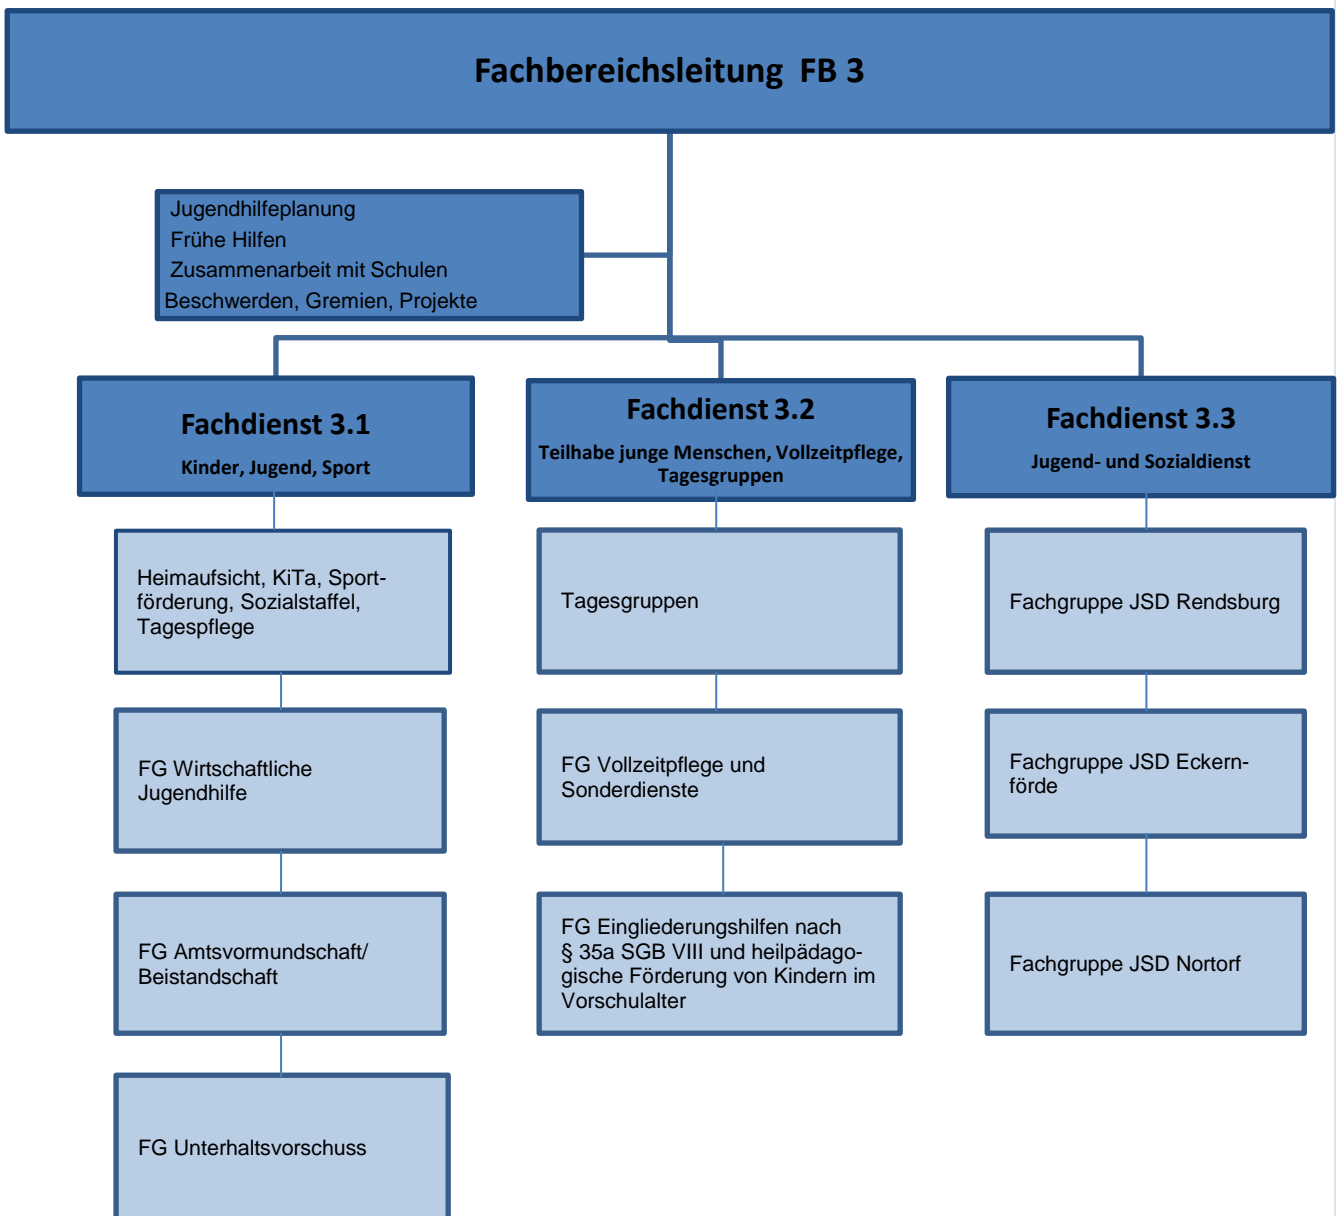 Fachbereichsleitung FB 3
Jugendhilfeplanung
Frühe Hilfen
Zusammenarbeit mit Schulen
Beschwerden, Gremien, Projekte
Fachdienst 3.1
Kinder, Jugend, Sport
Heimaufsicht, KiTa, Sport-
förderung, Sozialstaffel,
Tagespflege
FG Wirtschaftliche
Jugendhilfe
FG Amtsvormundschaft/
Beistandschaft
FG Unterhaltsvorschuss
Fachdienst 3.2
Teilhabe junge Menschen, Vollzeitpflege,
Tagesgruppen
Tagesgruppen
FG Vollzeitpflege und
Sonderdienste
FG Eingliederungshilfen nach
§ 35a SGB VIII und heilpädago-
gische Förderung von Kindern im
Vorschulalter
Fachdienst 3.3
Jugend- und Sozialdienst
Fachgruppe JSD Rendsburg
Fachgruppe JSD Eckern-
förde
Fachgruppe JSD Nortorf